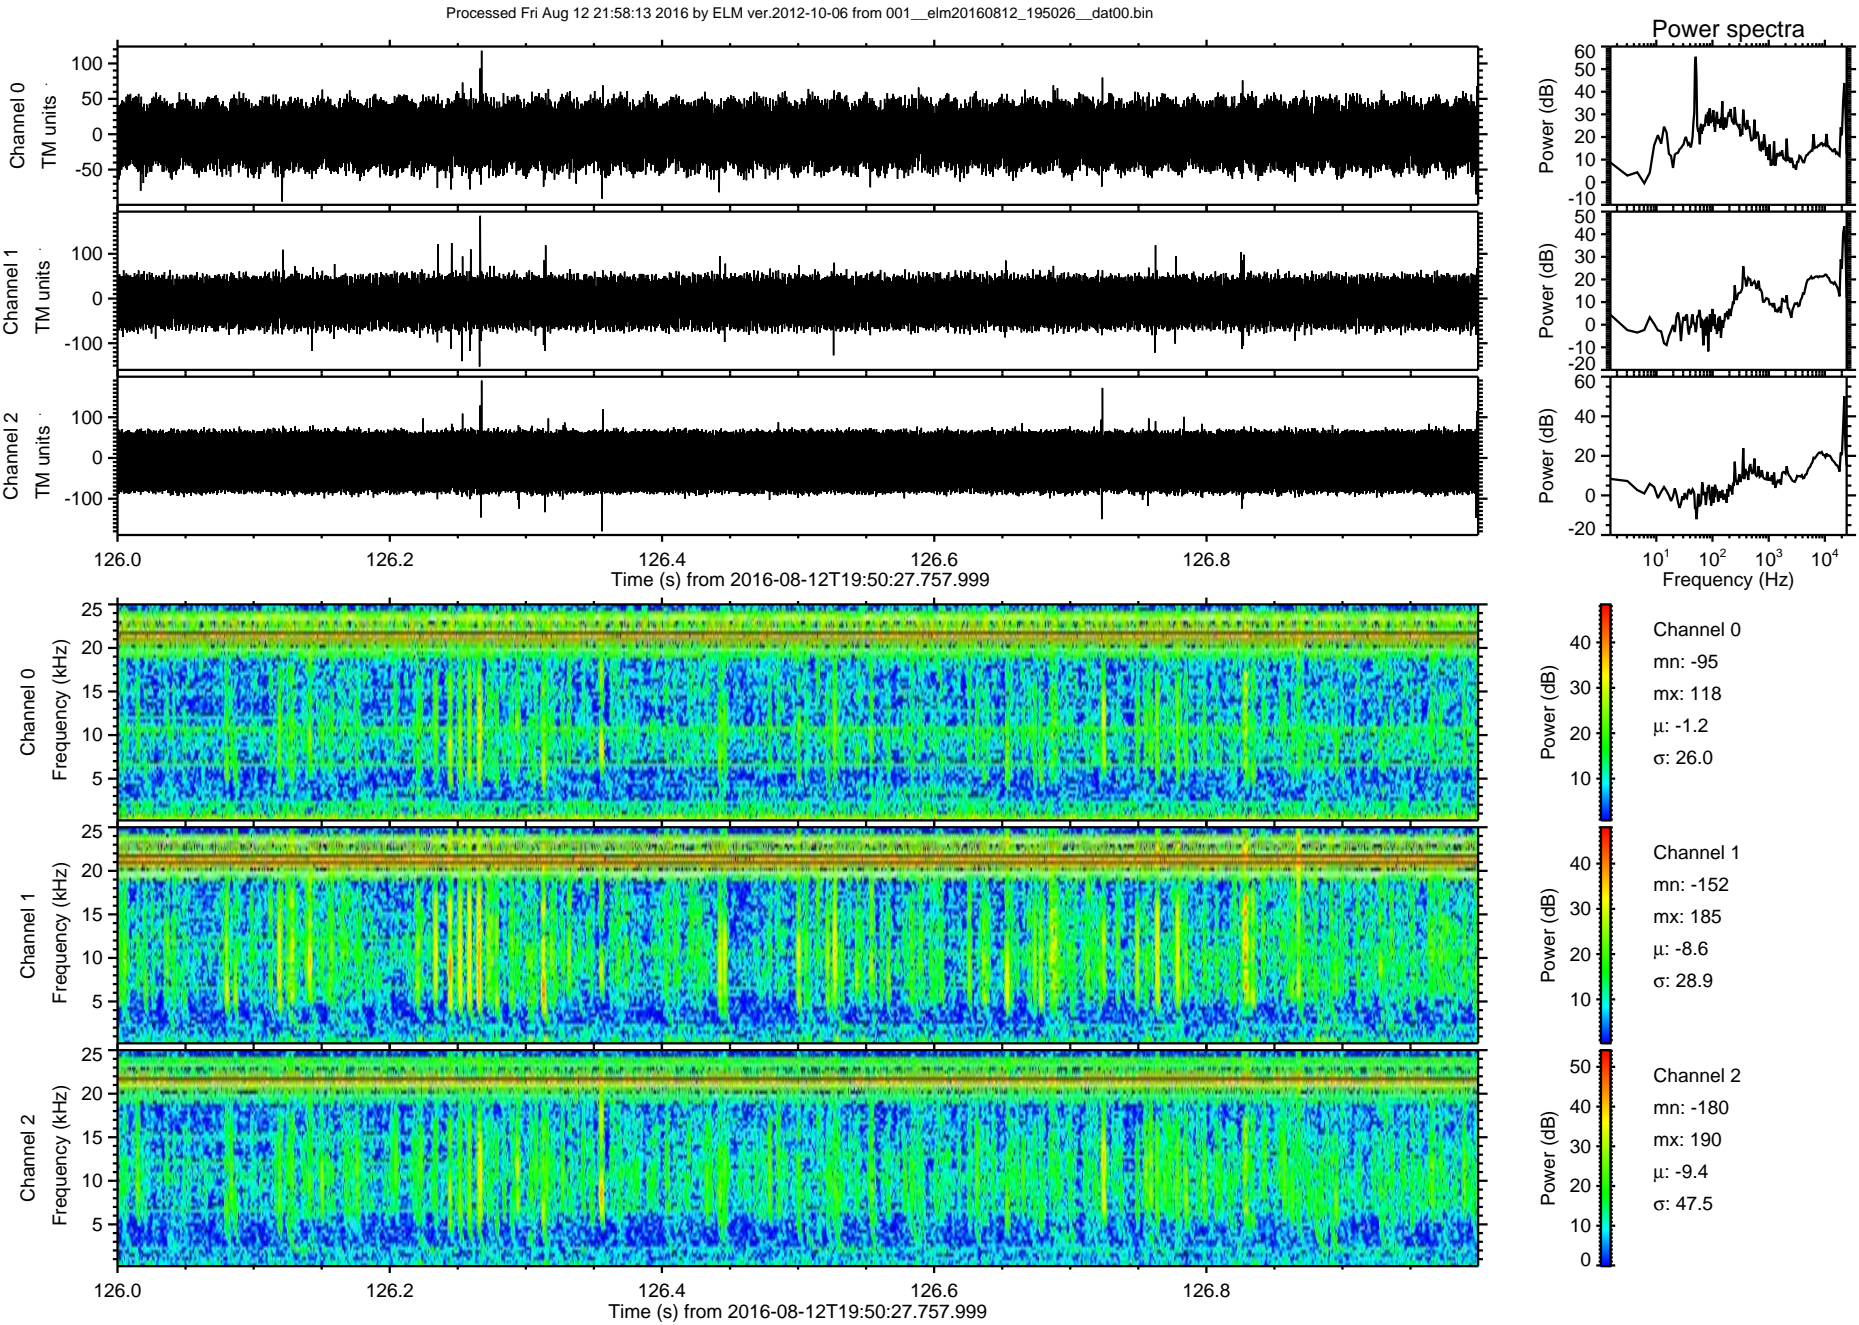 Processed Fri Aug 12 21:58:13 2016 by ELM ver.2012-10-06 from 001__elm20160812_195026__dat00.bin
Power spectra
Channel 0
TM units
100
50
0
-50
Power (dB)
60
50
40
30
20
10
0
-10
Channel 1
TM units
100
0
-100
Power (dB)
50
40
30
20
10
0
-10
-20
Channel 2
TM units
100
0
-100
Power (dB)
60
40
20
0
-20
126.0 126.2 126.4 126.6 126.8
Time (s) from 2016-08-12T19:50:27.757.999
10¹ 10² 10³ 10⁴
Frequency (Hz)
Channel 0
Frequency (kHz)
25
20
15
10
5
Power (dB)
40
30
20
10
Channel 0
mn: -95
mx: 118
μ: -1.2
σ: 26.0
Channel 1
Frequency (kHz)
25
20
15
10
5
Power (dB)
40
30
20
10
Channel 1
mn: -152
mx: 185
μ: -8.6
σ: 28.9
Channel 2
Frequency (kHz)
25
20
15
10
5
Power (dB)
50
40
30
20
10
0
Channel 2
mn: -180
mx: 190
μ: -9.4
σ: 47.5
126.0 126.2 126.4 126.6 126.8
Time (s) from 2016-08-12T19:50:27.757.999